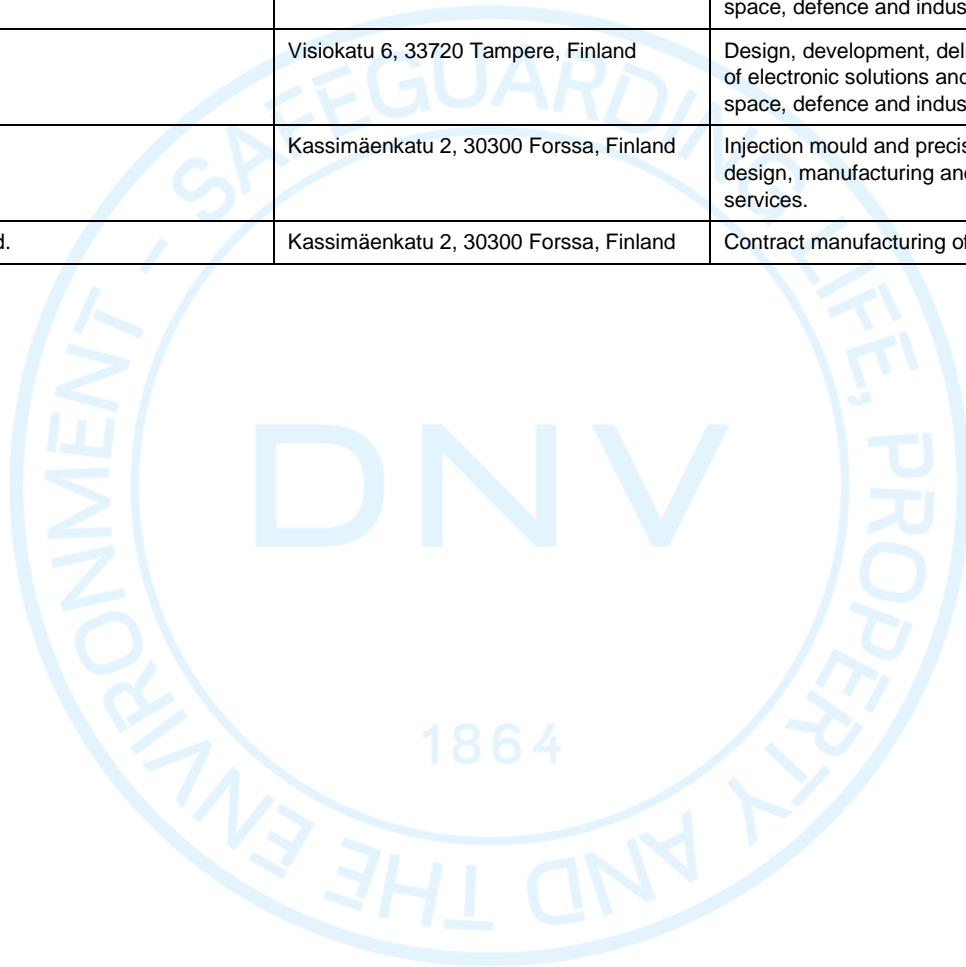 space, defence and indus
Visiokatu 6, 33720 Tampere, Finland
Design, development, del
of electronic solutions and
space, defence and indus
Kassimäenkatu 2, 30300 Forssa, Finland
Injection mould and precis
design, manufacturing and
services.
d.
Kassimäenkatu 2, 30300 Forssa, Finland
Contract manufacturing of
SAFEGUARDING LIFE, PROPERTY AND THE ENVIRONMENT –
DNV
1864